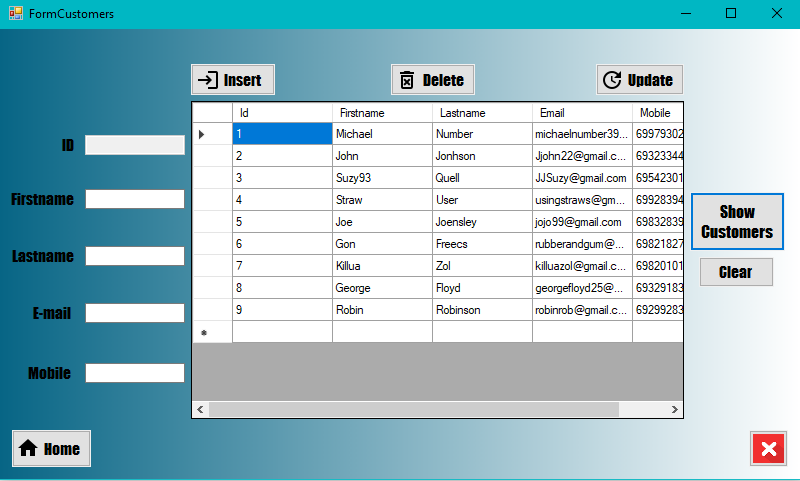 FormCustomers
Insert Delete Update
Id Firstname Lastname Email Mobile
1 Michael Number michaelnumber39... 69979302
2 John Jonhson Jjohn22@gmail.c... 69323344
3 Suzy93 Quell JJSuzy@gmail.com 69542301
4 Straw User usingstraws@gm... 69928394
5 Joe Joensley jojo99@gmail.com 69832839
6 Gon Freecs rubberandgum@... 69821827
7 Killua Zol killuazol@gmail.c... 69820101
8 George Floyd georgefloyd25@... 69329183
9 Robin Robinson robinrob@gmail.c... 69299283
ID
Firstname
Lastname
E-mail
Mobile
Show
Customers
Clear
Home